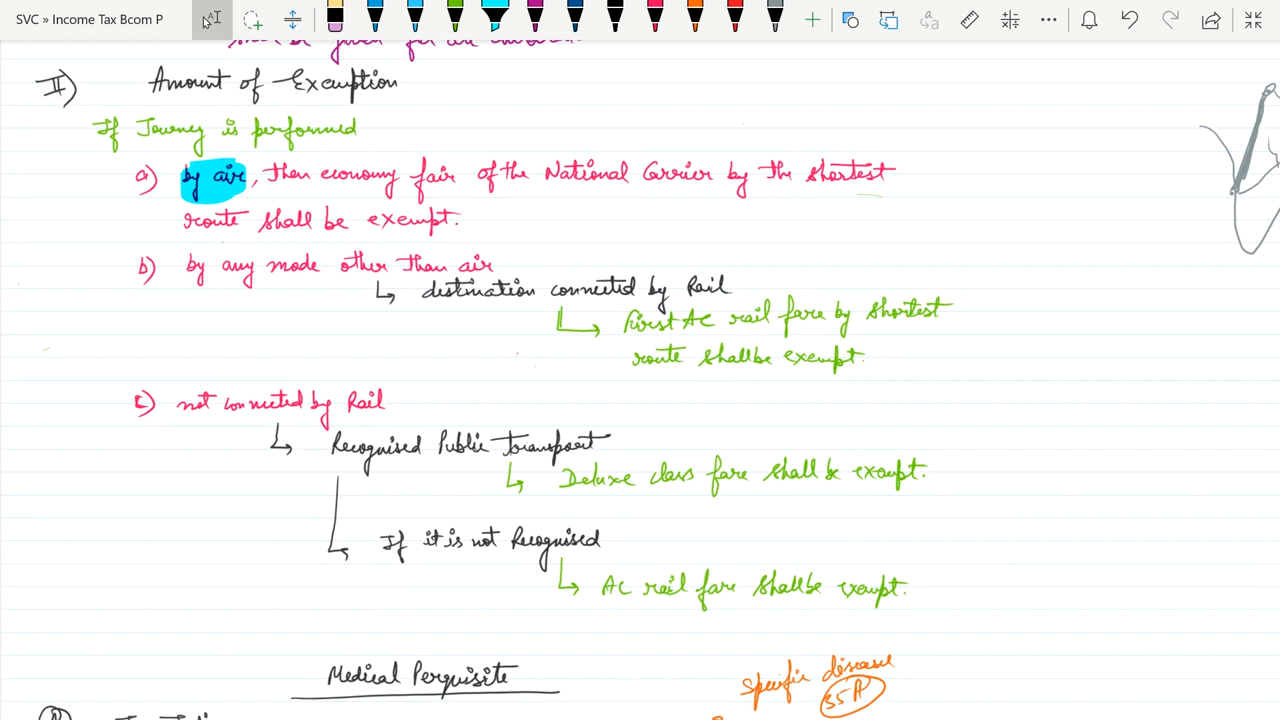 SVC » Income Tax Bcom P
II) Amount of Exemption
If Journey is performed
a) by air, then economy fair of the National Carrier by the shortest
route shall be exempt.
b) by any mode other than air
↳ destination connected by Rail
↳ First AC rail fare by shortest
route shall be exempt.
c) not connected by Rail
↳ Recognised Public Transport
↳ Deluxe class fare shall be exempt.
↳ If it is not Recognised
↳ AC rail fare shall be exempt.
Medical Perquisite
Specific disease